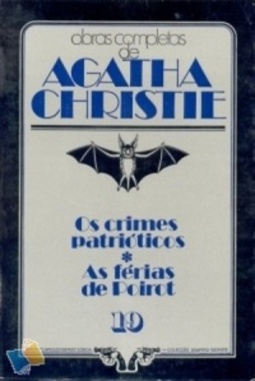 obras completas
de
AGATHA
CHRISTIE
Os crimes
patrióticos
*
As férias
de Poirot
19